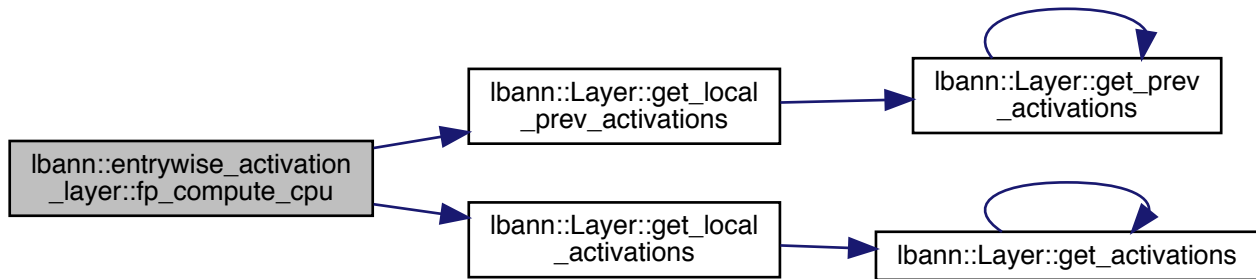 lbann::entrywise_activation
_layer::fp_compute_cpu
lbann::Layer::get_local
_prev_activations
lbann::Layer::get_prev
_activations
lbann::Layer::get_local
_activations
lbann::Layer::get_activations